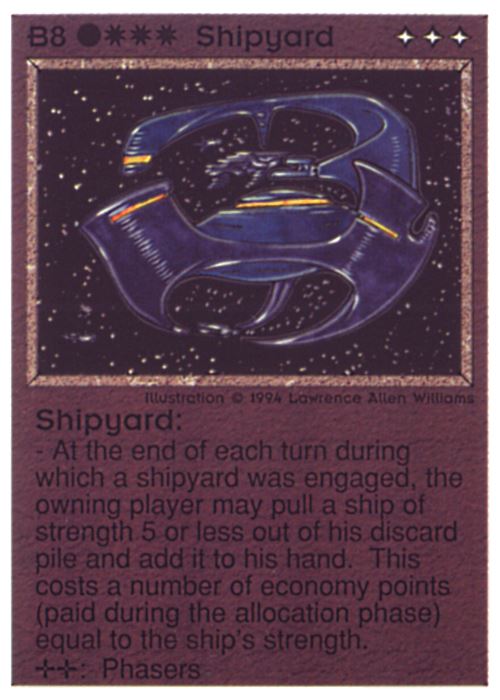 B8 ●✷✷✷ Shipyard ✧ ✧ ✧
Illustration © 1994 Lawrence Allen Williams
Shipyard:
- At the end of each turn during
which a shipyard was engaged, the
owning player may pull a ship of
strength 5 or less out of his discard
pile and add it to his hand. This
costs a number of economy points
(paid during the allocation phase)
equal to the ship's strength.
✢✢: Phasers